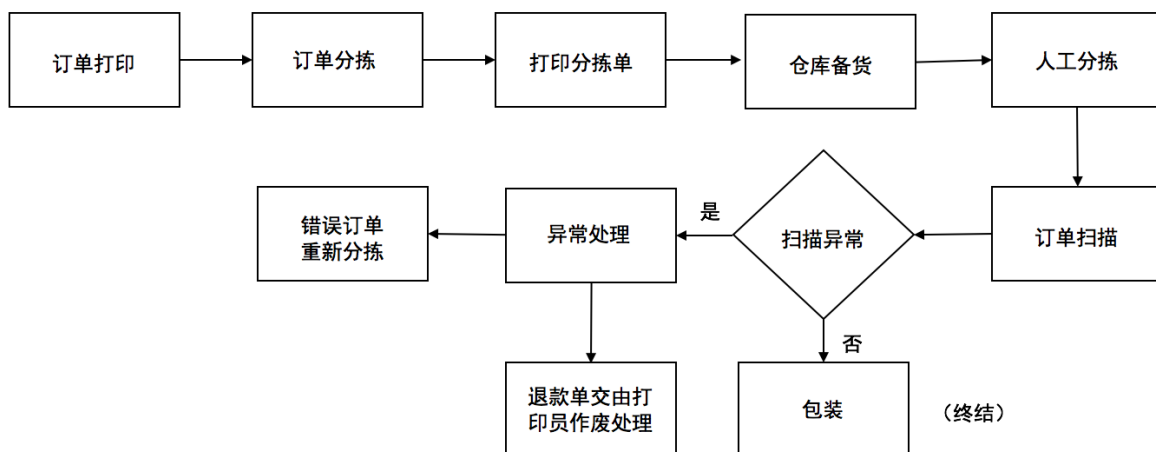 订单打印
订单分拣
打印分拣单
仓库备货
人工分拣
错误订单
重新分拣
异常处理
是
扫描异常
订单扫描
否
退款单交由打
印员作废处理
包装
（终结）